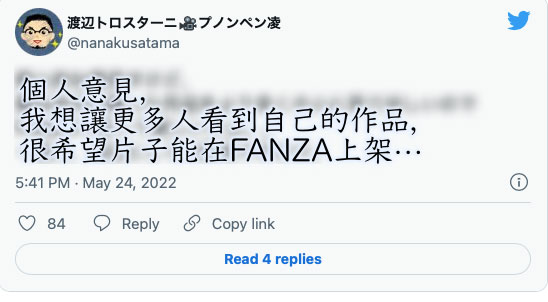 渡辺トロスターニ🎥プノンペン凌
@nanakusatama
個人意見,
我想讓更多人看到自己的作品,
很希望片子能在FANZA上架…
5:41 PM · May 24, 2022
84 Reply Copy link
Read 4 replies